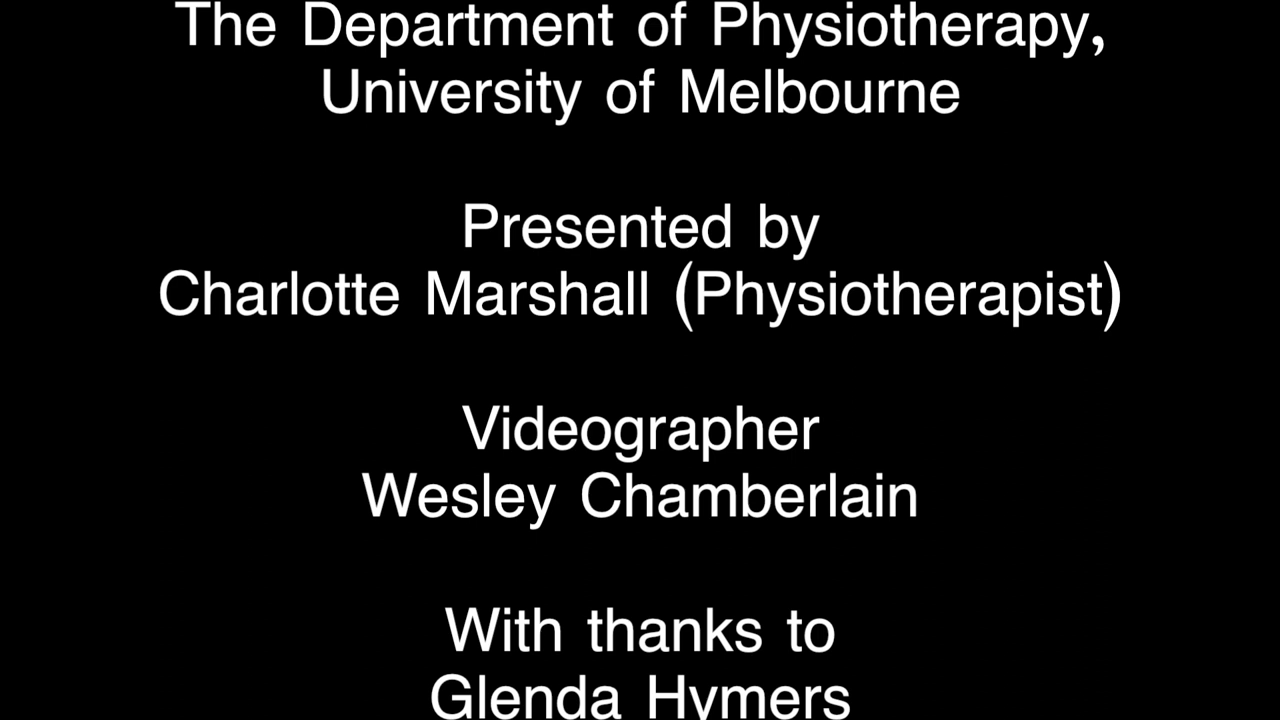 The Department of Physiotherapy,
University of Melbourne
Presented by
Charlotte Marshall (Physiotherapist)
Videographer
Wesley Chamberlain
With thanks to
Glenda Hymers